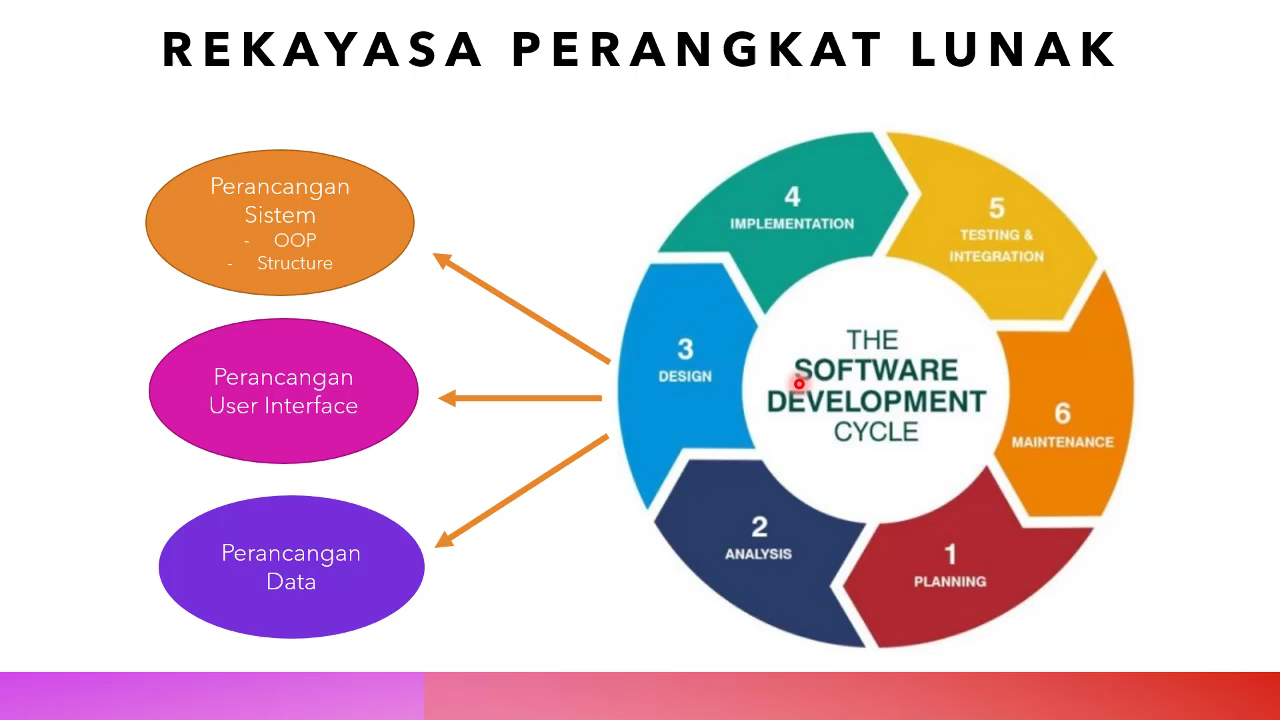 REKAYASA PERANGKAT LUNAK
Perancangan
Sistem
- OOP
- Structure
Perancangan
User Interface
Perancangan
Data
4
IMPLEMENTATION
5
TESTING &
INTEGRATION
3
DESIGN
THE
SOFTWARE
DEVELOPMENT
CYCLE
6
MAINTENANCE
2
ANALYSIS
1
PLANNING